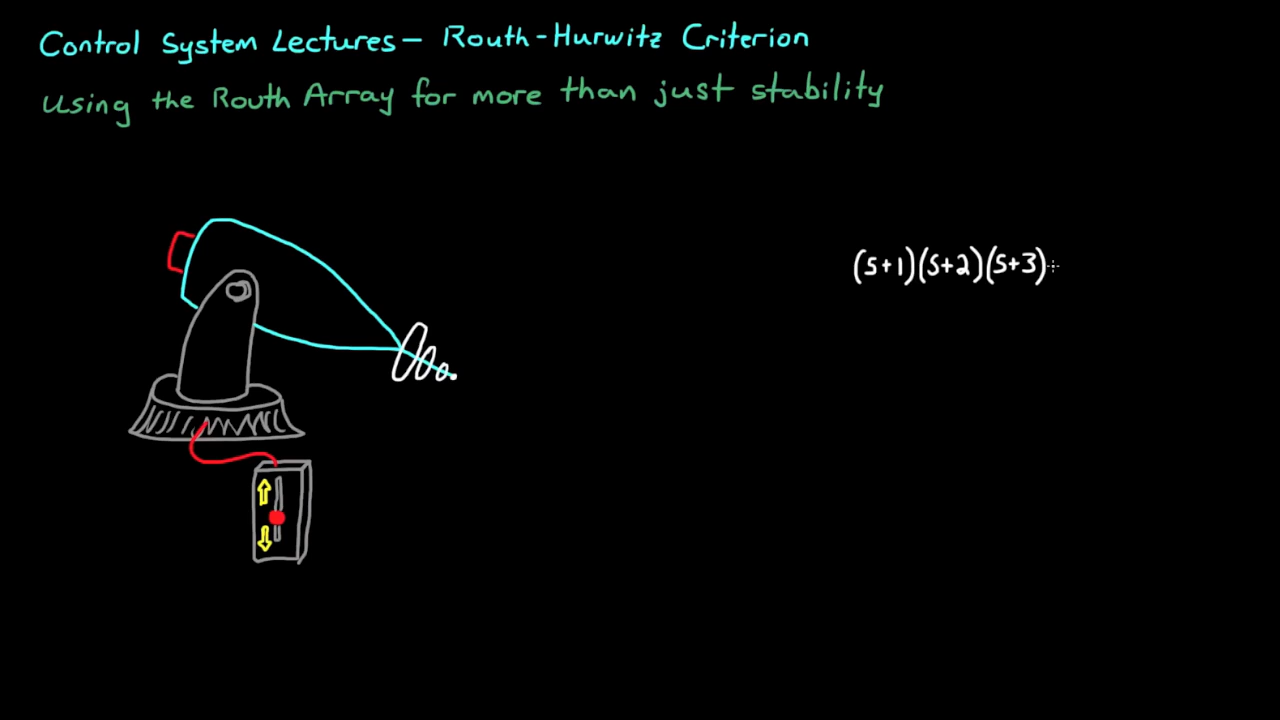 Control System Lectures – Routh-Hurwitz Criterion
Using the Routh Array for more than just stability
(s+1)(s+2)(s+3)